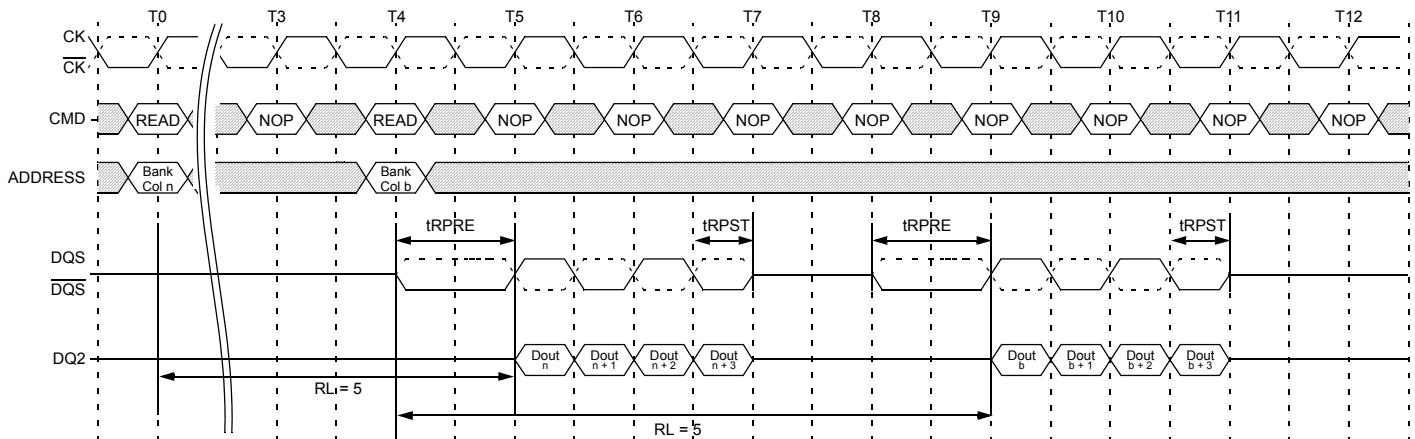 T0 T3 T4 T5 T6 T7 T8 T9 T10 T11 T12
CK
CK
CMD READ NOP READ NOP NOP NOP NOP NOP NOP NOP NOP
ADDRESS
Bank
Col n
Bank
Col b
tRPRE tRPST tRPRE tRPST
DQS
DQS
DQ2
Dout
n
Dout
n + 1
Dout
n + 2
Dout
n + 3
Dout
b
Dout
b + 1
Dout
b + 2
Dout
b + 3
RL = 5
RL = 5